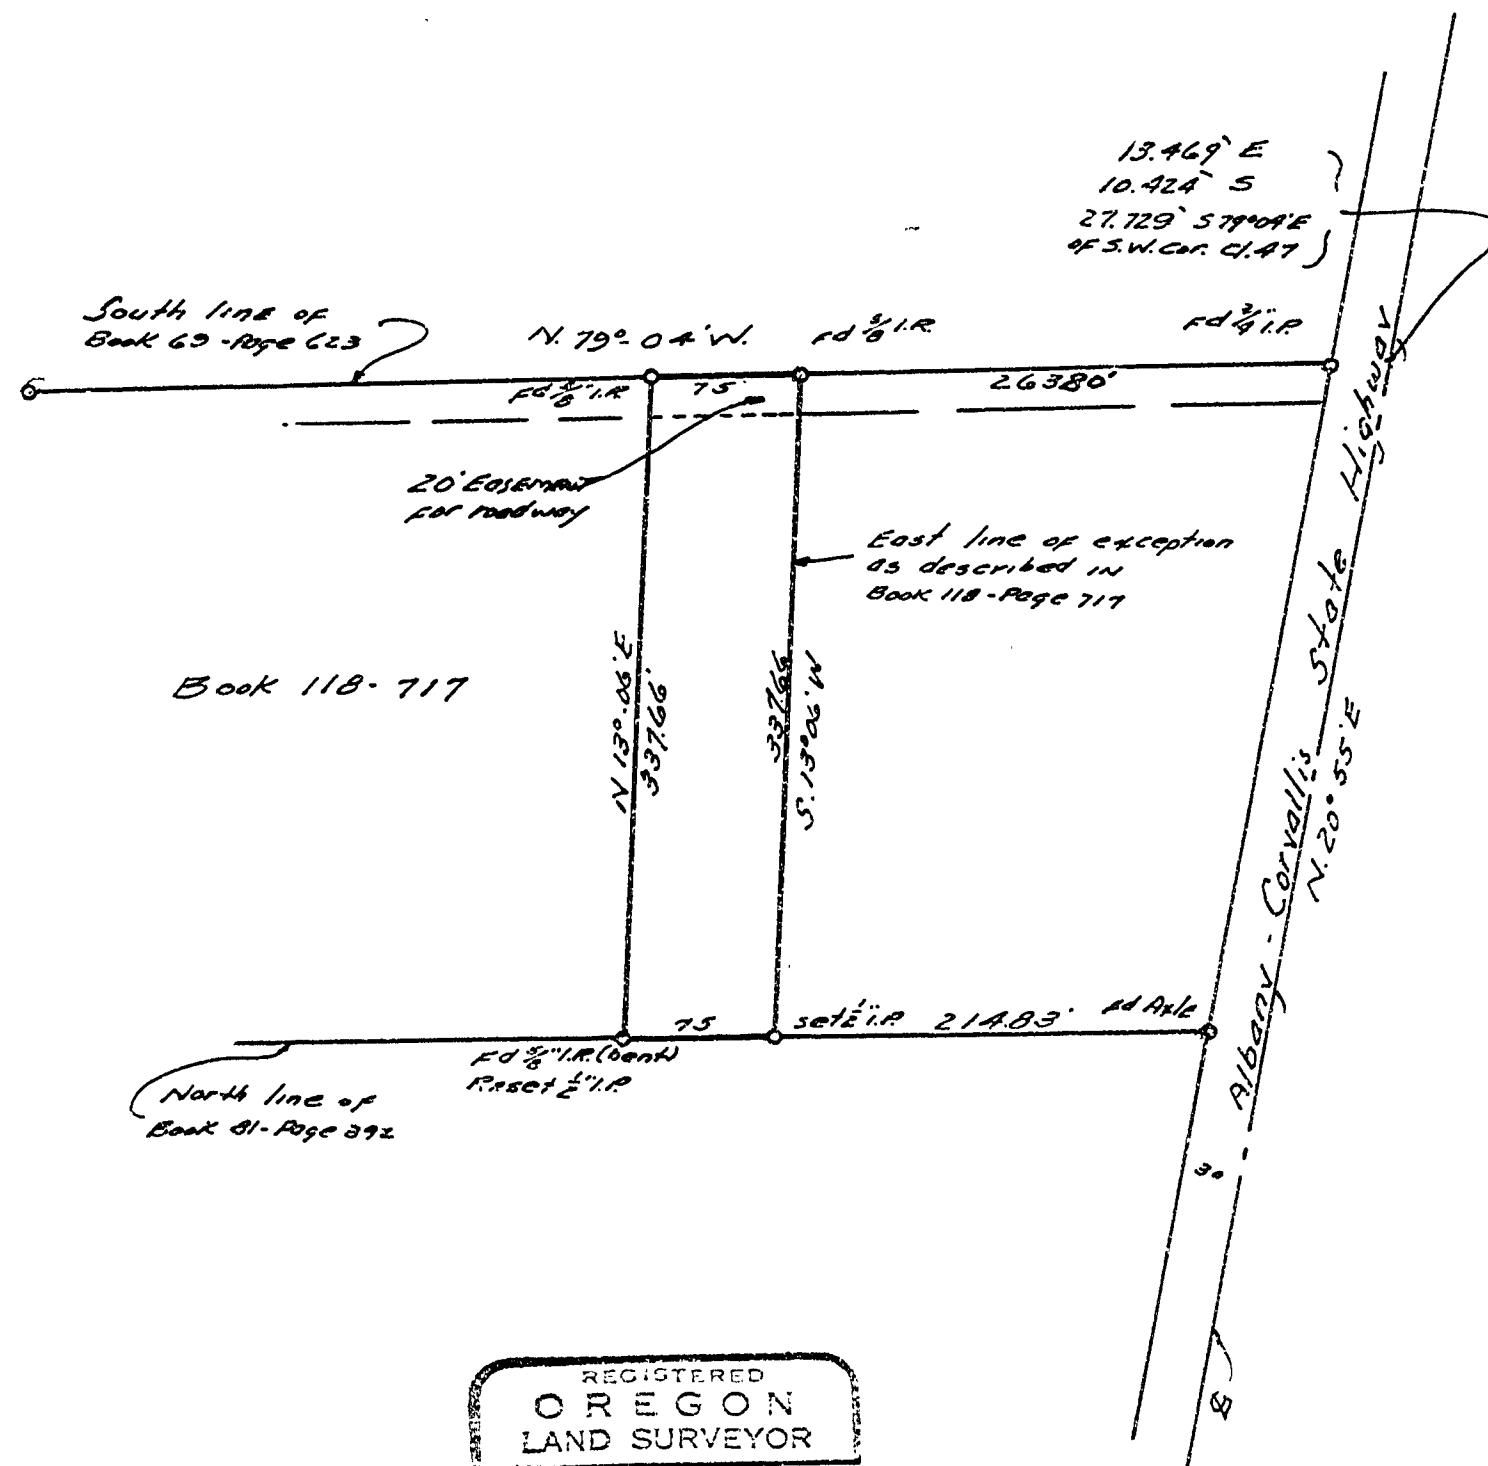 13.469' E
10.424' S
27.729' S 79°04'E
of S.W. Cor. Cl. 47
South line of
Book 69 - Page 623
N. 79°-04' W.
Fd 5/8 I.R.
Fd 3/4" I.P.
Fd 5/8" I.R.
75'
263.80'
20' Easement
for roadway
East line of exception
as described in
Book 118 - Page 717
Book 118 - 717
N 13°-06' E
337.66'
337.66
S. 13°06' W
Albany - Corvallis State Highway
N. 20° 55' E
75
set 1/2" I.P.
214.83'
Fd Axle
Fd 5/8" I.R. (bent)
Reset 1/2" I.P.
North line of
Book 81 - Page 392
30
REGISTERED
OREGON
LAND SURVEYOR